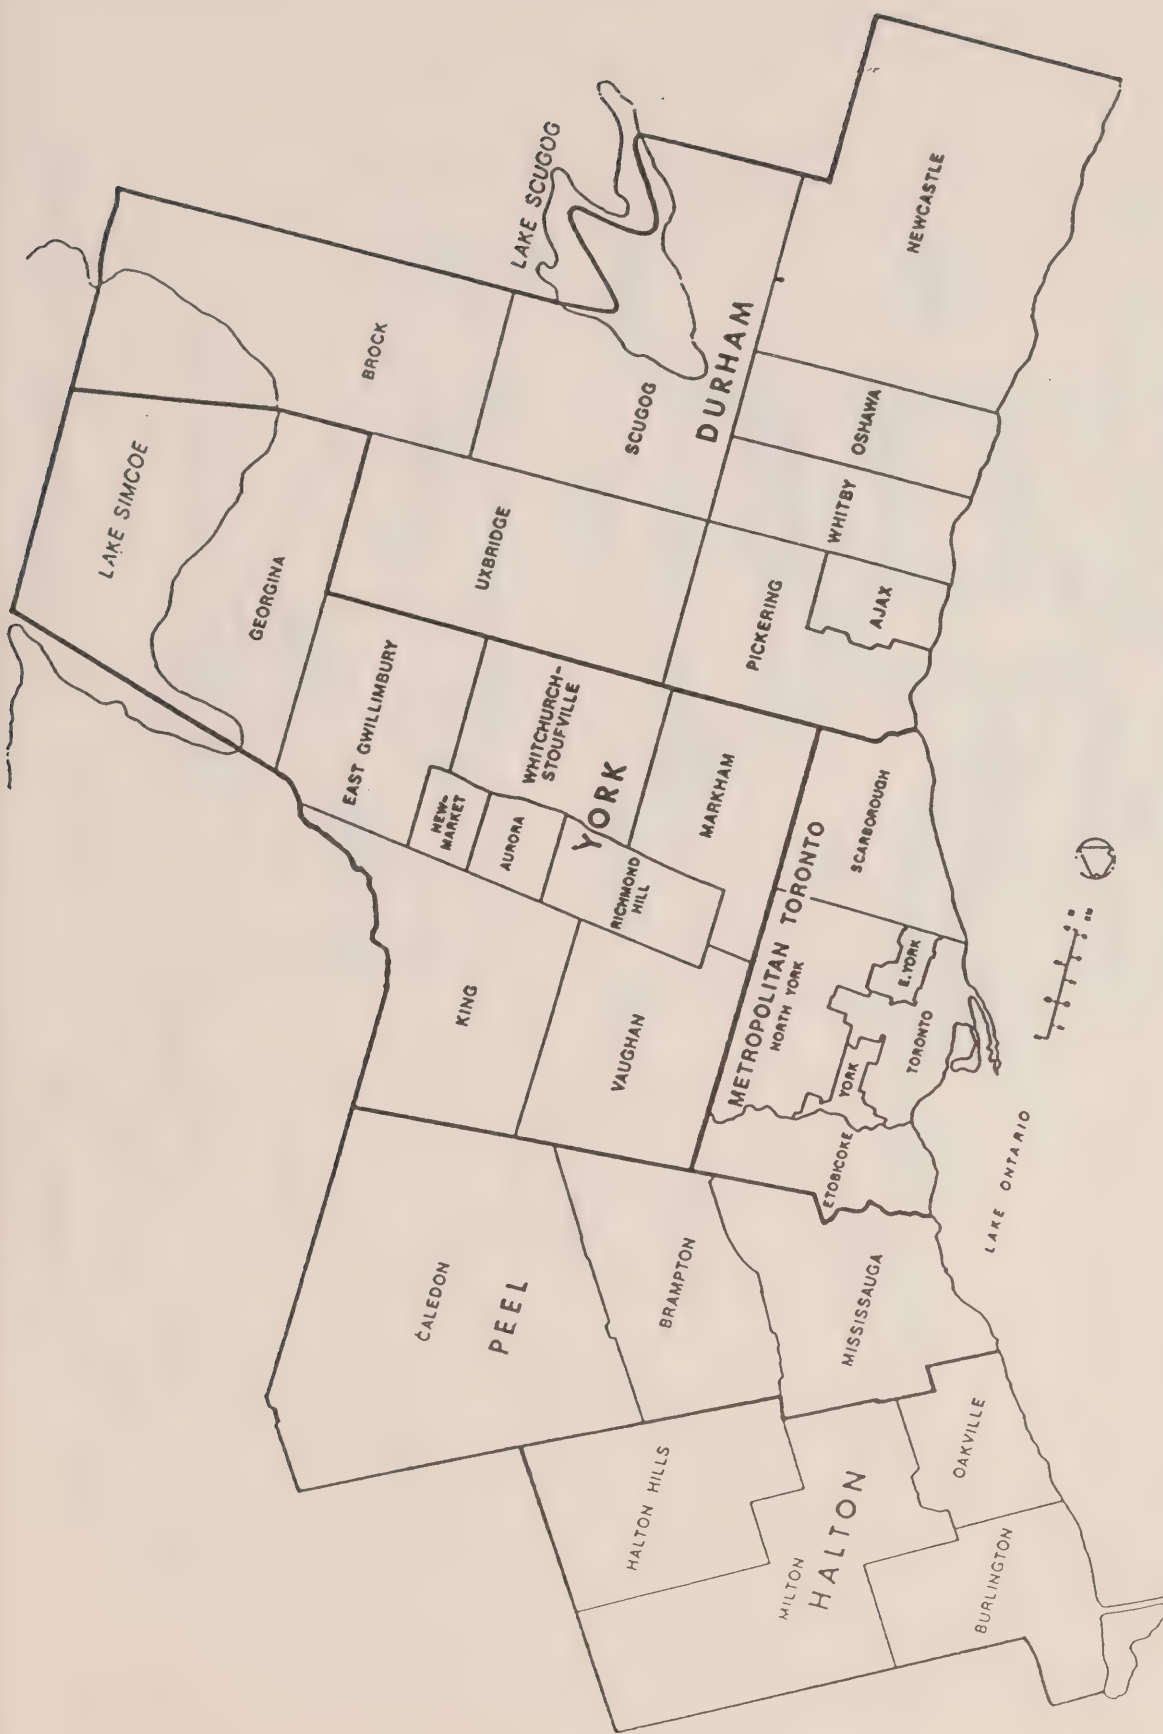 LAKE SIMCOE
GEORGINA
BROCK
LAKE SCUGOG
SCUGOG
UXBRIDGE
DURHAM
NEWCASTLE
OSHAWA
WHITBY
AJAX
PICKERING
EAST GWILLIMBURY
NEW-
MARKET
AURORA
WHITCHURCH-
STOUFVILLE
YORK
RICHMOND
HILL
MARKHAM
KING
VAUGHAN
METROPOLITAN TORONTO
NORTH YORK
SCARBOROUGH
E. YORK
YORK
TORONTO
ETOBICOKE
LAKE ONTARIO
CALEDON
PEEL
BRAMPTON
MISSISSAUGA
HALTON HILLS
MILTON
HALTON
OAKVILLE
BURLINGTON